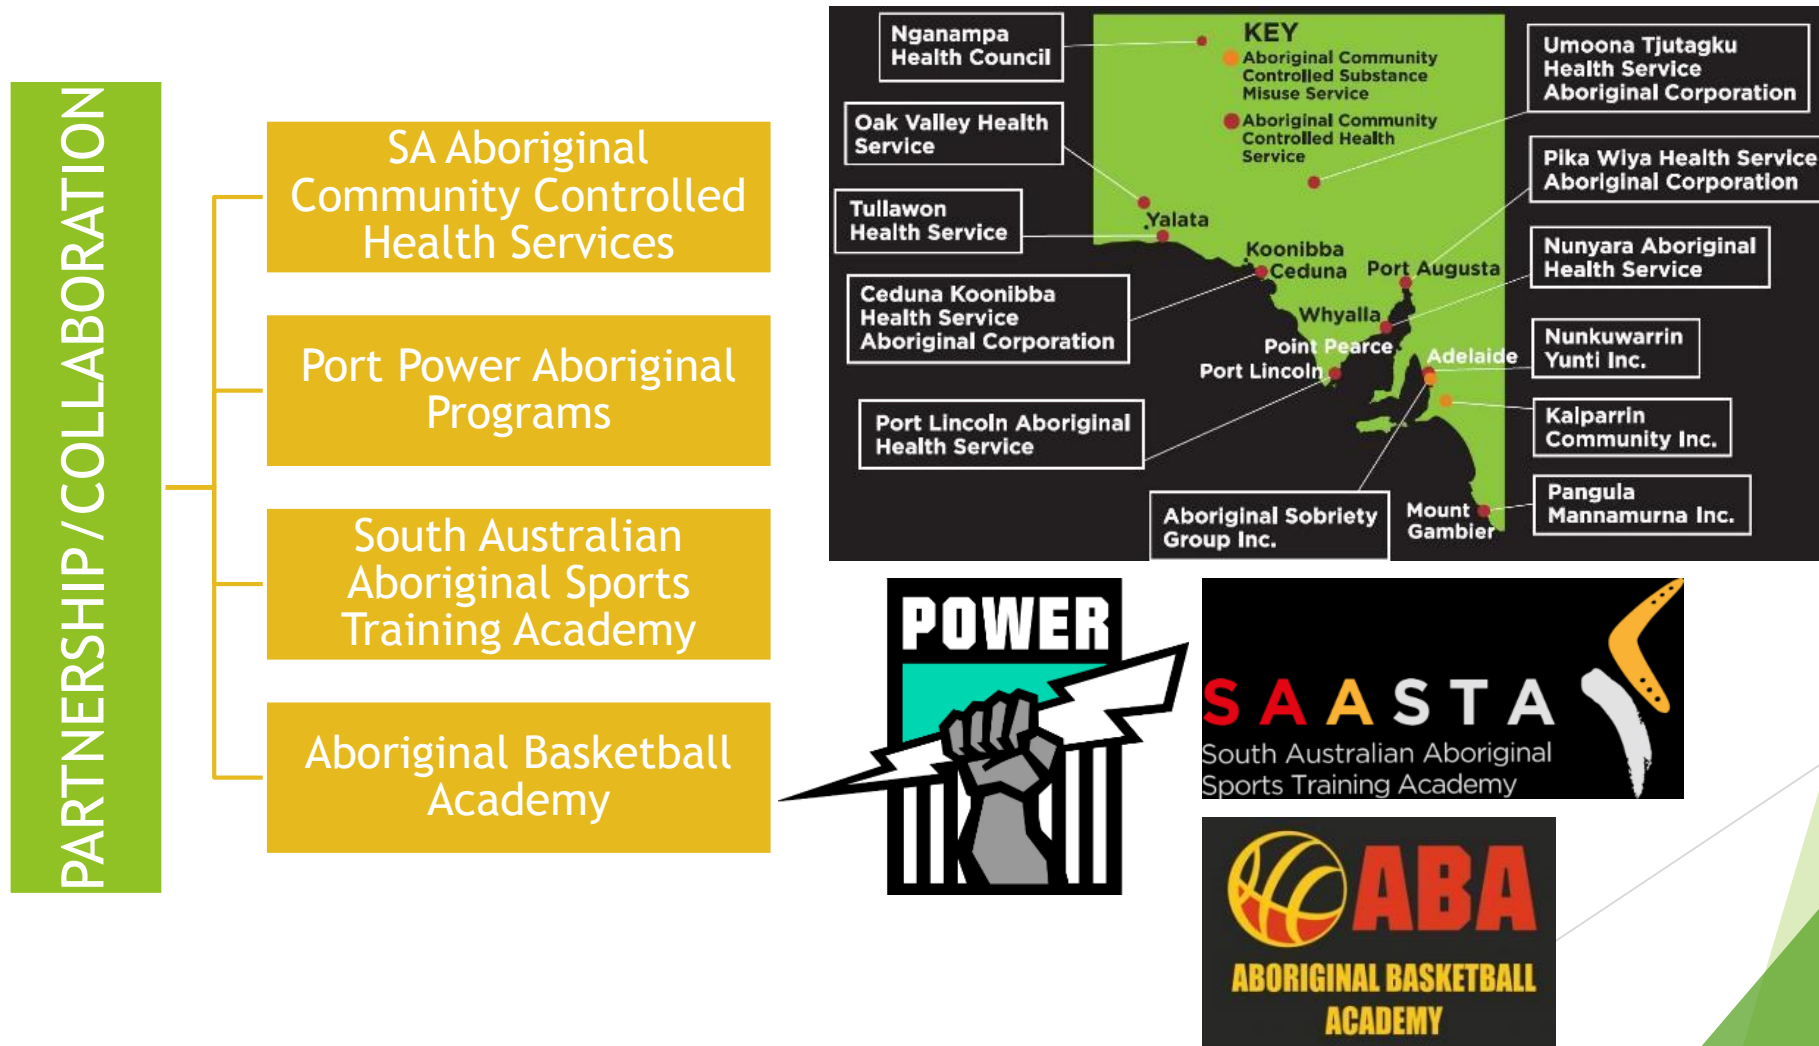 PARTNERSHIP/COLLABORATION
SA Aboriginal
Community Controlled
Health Services
Port Power Aboriginal
Programs
South Australian
Aboriginal Sports
Training Academy
Aboriginal Basketball
Academy
Nganampa
Health Council
Oak Valley Health
Service
Tullawon
Health Service
Ceduna Koonibba
Health Service
Aboriginal Corporation
Port Lincoln Aboriginal
Health Service
KEY
Aboriginal Community
Controlled Substance
Misuse Service
Aboriginal Community
Controlled Health
Service
Yalata
Koonibba
Ceduna
Port Augusta
Whyalla
Point Pearce
Port Lincoln
Adelaide
Mount
Gambier
Aboriginal Sobriety
Group Inc.
Umoona Tjutagku
Health Service
Aboriginal Corporation
Pika Wiya Health Service
Aboriginal Corporation
Nunyara Aboriginal
Health Service
Nunkuwarrin
Yunti Inc.
Kalparrin
Community Inc.
Pangula
Mannamurna Inc.
POWER
SAASTA
South Australian Aboriginal
Sports Training Academy
ABA
ABORIGINAL BASKETBALL
ACADEMY